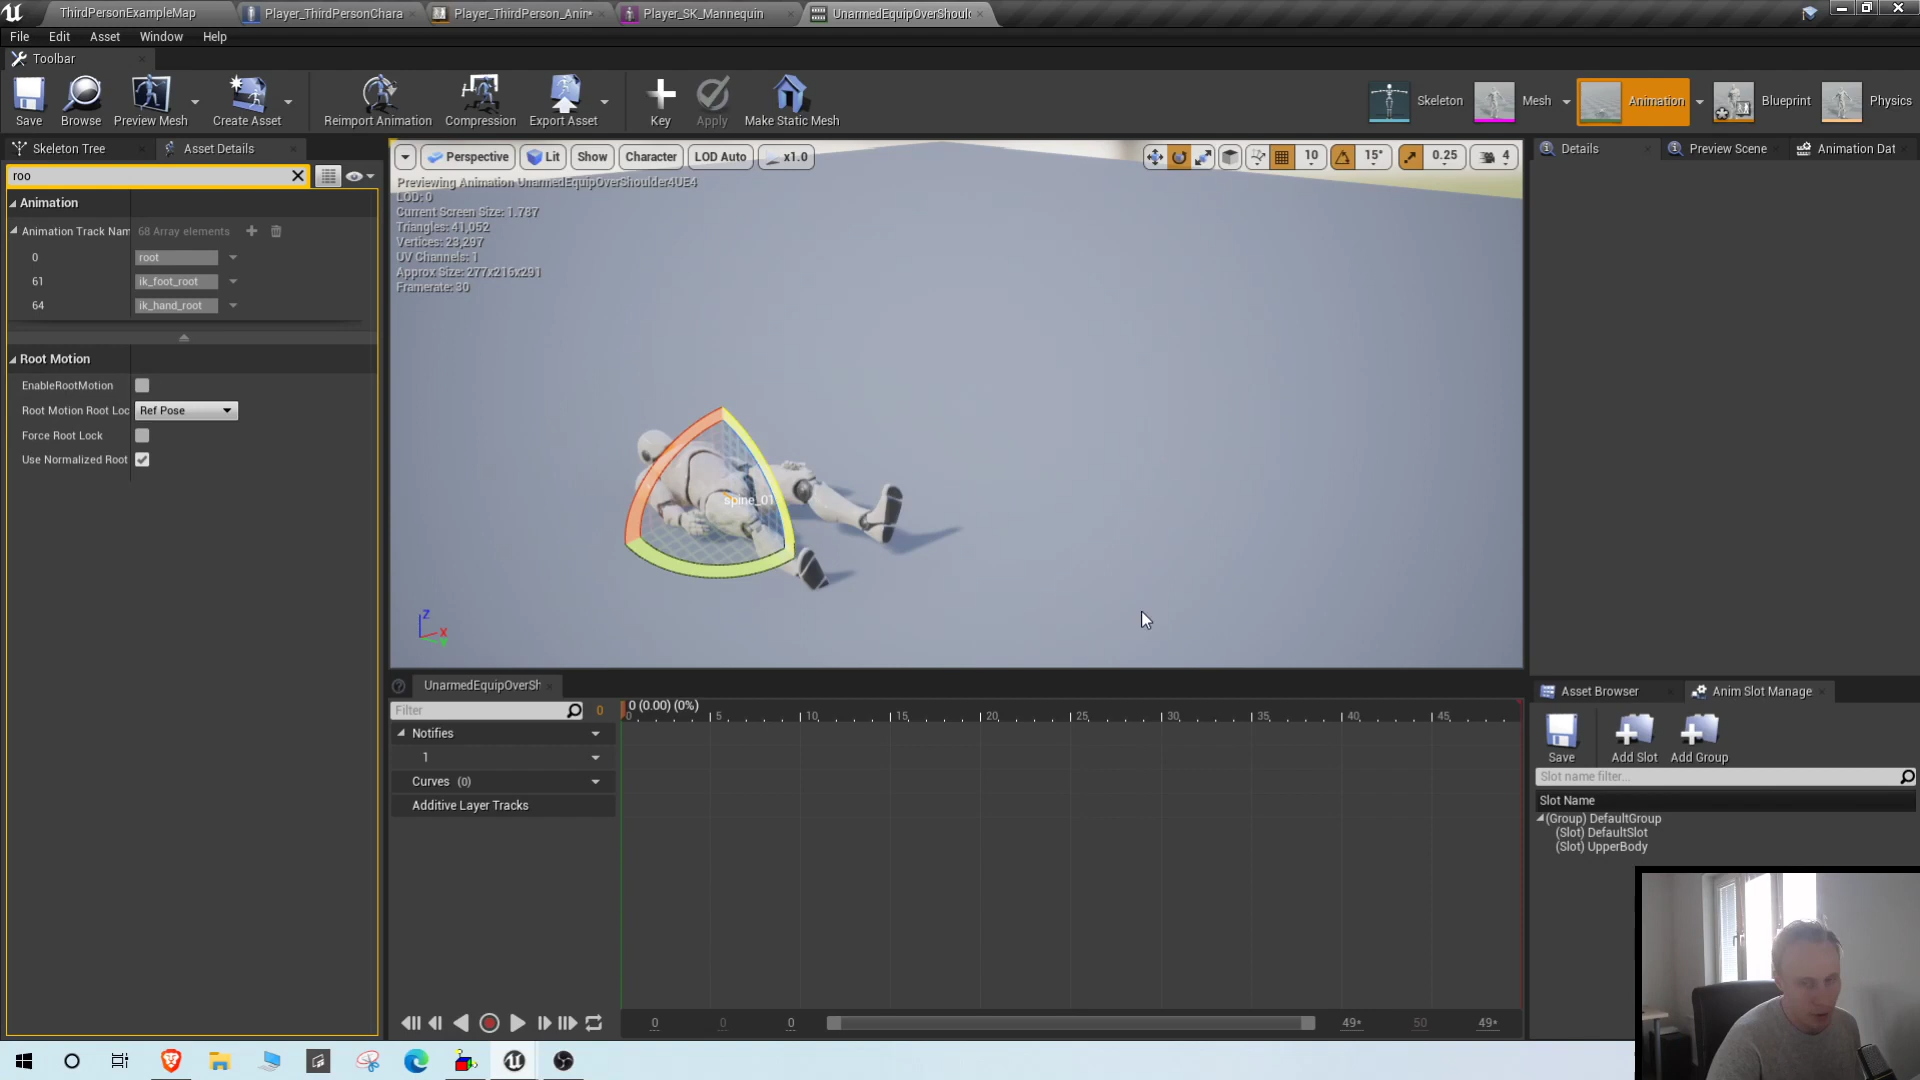 ThirdPersonExampleMap
Player_ThirdPersonChara
Player_ThirdPerson_Anim*
Player_SK_Mannequin
UnarmedEquipOverShoul
File Edit Asset Window Help
Toolbar
Save
Browse
Preview Mesh
Create Asset
Reimport Animation
Compression
Export Asset
Key
Apply
Make Static Mesh
Skeleton
Mesh
Animation
Blueprint
Physics
Skeleton Tree
Asset Details
roo
Animation
Animation Track Nam 68 Array elements
0 root
61 ik_foot_root
64 ik_hand_root
Root Motion
EnableRootMotion
Root Motion Root Loc Ref Pose
Force Root Lock
Use Normalized Root
Perspective
Lit
Show
Character
LOD Auto
x1.0
10
15°
0.25
4
Previewing Animation UnarmedEquipOverShoulder4UE4
LOD: 0
Current Screen Size: 1.787
Triangles: 41,052
Vertices: 23,297
UV Channels: 1
Approx Size: 277x216x291
Framerate: 30
spine_01
Z
X
Details
Preview Scene
Animation Dat
UnarmedEquipOverSh
Filter
0
0 (0.00) (0%)
0 5 10 15 20 25 30 35 40 45
Notifies
1
Curves (0)
Additive Layer Tracks
0 0 0 49* 50 49*
Asset Browser
Anim Slot Manage
Save
Add Slot
Add Group
Slot name filter...
Slot Name
(Group) DefaultGroup
(Slot) DefaultSlot
(Slot) UpperBody